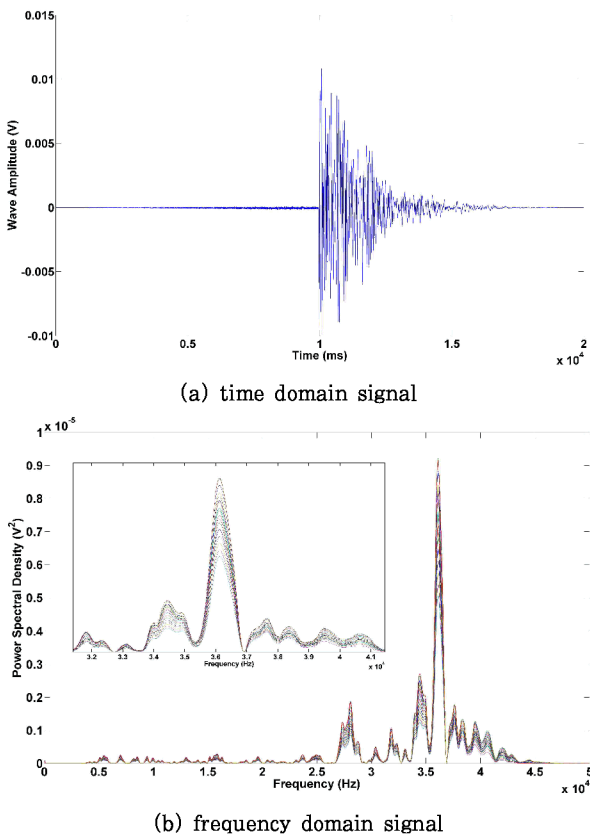 0.015
0.01
0.005
0
-0.005
-0.01
Wave Amplitude (V)
0 0.5 1 1.5 2
Time (ms)
x 10⁴
(a) time domain signal
x 10⁻⁵
1
0.9
0.8
0.7
0.6
0.5
0.4
0.3
0.2
0.1
0
Power Spectral Density (V²)
3.2 3.3 3.4 3.5 3.6 3.7 3.8 3.9 4 4.1
Frequency (Hz)
x 10⁴
0.0 0.5 1.0 1.5 2.0 2.5 3.0 3.5 4.0 4.5
Frequency (Hz)
x 10⁴
(b) frequency domain signal